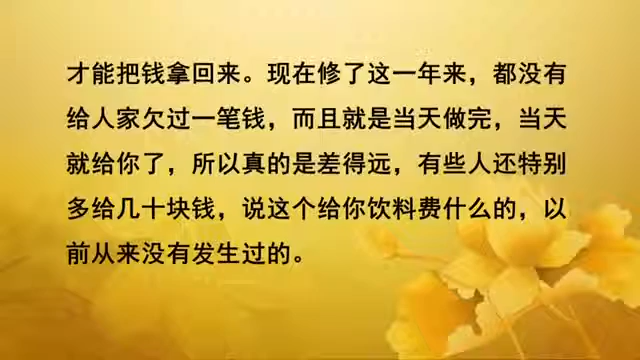 才能把钱拿回来。现在修了这一年来，都没有
给人家欠过一笔钱，而且就是当天做完，当天
就给你了，所以真的是差得远，有些人还特别
多给几十块钱，说这个给你饮料费什么的，以
前从来没有发生过的。